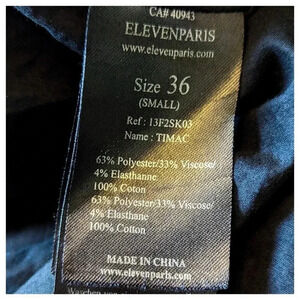 CA# 40943
ELEVENPARIS
www.elevenparis.com
Size 36
(SMALL)
Ref : 13F2SK03
Name : TIMAC
63% Polyester/33% Viscose/
4% Elasthanne
100% Cotton
63% Polyester/33% Viscose/
4% Elasthane
100% Cotton
MADE IN CHINA
www.elevenparis.com